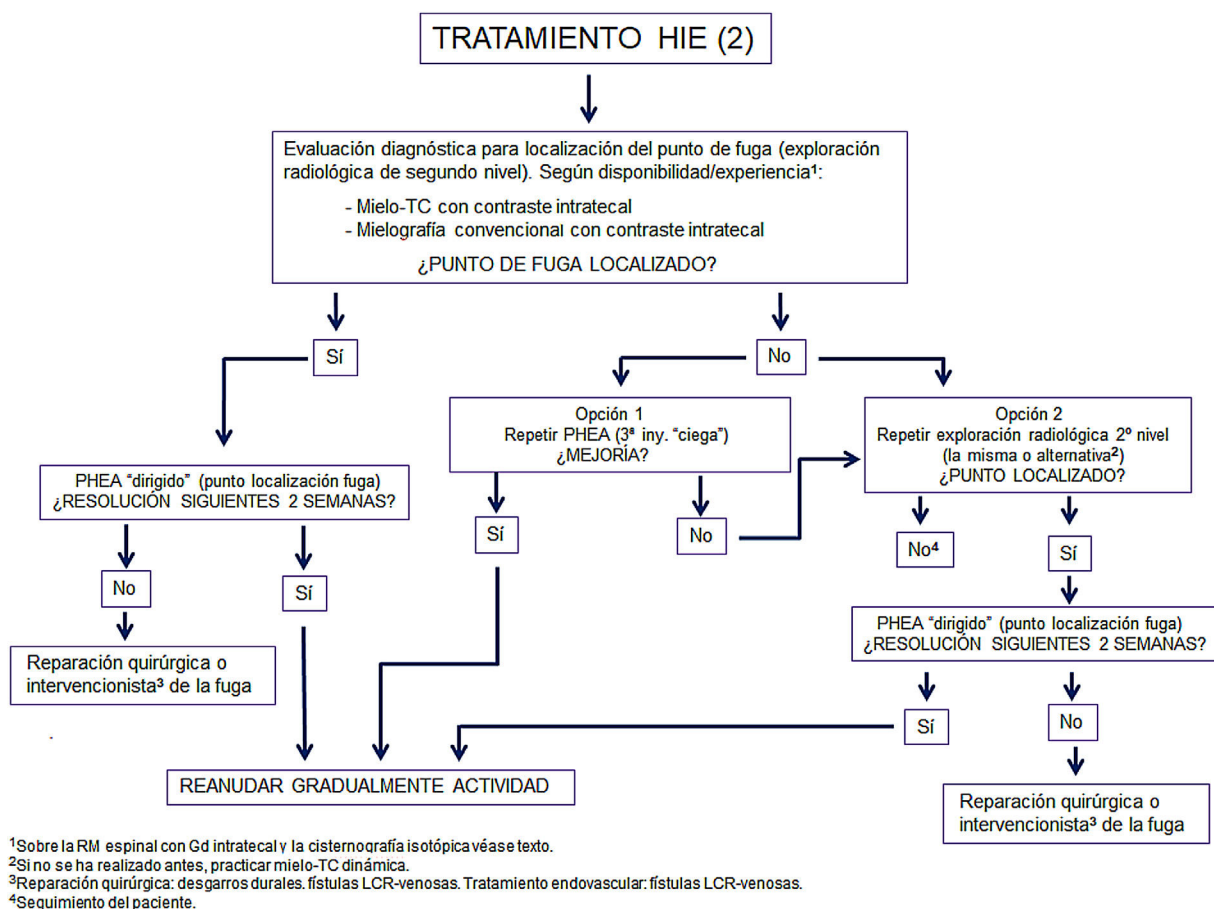 TRATAMIENTO HIE (2)
Evaluación diagnóstica para localización del punto de fuga (exploración
radiológica de segundo nivel). Según disponibilidad/experiencia¹:
- Mielo-TC con contraste intratecal
- Mielografía convencional con contraste intratecal
¿PUNTO DE FUGA LOCALIZADO?
Sí
No
Opción 1
Repetir PHEA (3ª iny. “ciega”)
¿MEJORÍA?
Opción 2
Repetir exploración radiológica 2º nivel
(la misma o alternativa²)
¿PUNTO LOCALIZADO?
PHEA “dirigido” (punto localización fuga)
¿RESOLUCIÓN SIGUIENTES 2 SEMANAS?
Sí
No
No⁴
Sí
No
Sí
PHEA “dirigido” (punto localización fuga)
¿RESOLUCIÓN SIGUIENTES 2 SEMANAS?
Reparación quirúrgica o
intervencionista³ de la fuga
Sí
No
REANUDAR GRADUALMENTE ACTIVIDAD
Reparación quirúrgica o
intervencionista³ de la fuga
¹Sobre la RM espinal con Gd intratecal y la cisternografía isotópica véase texto.
²Si no se ha realizado antes, practicar mielo-TC dinámica.
³Reparación quirúrgica: desgarros durales. fístulas LCR-venosas. Tratamiento endovascular: fístulas LCR-venosas.
⁴Seguimiento del paciente.